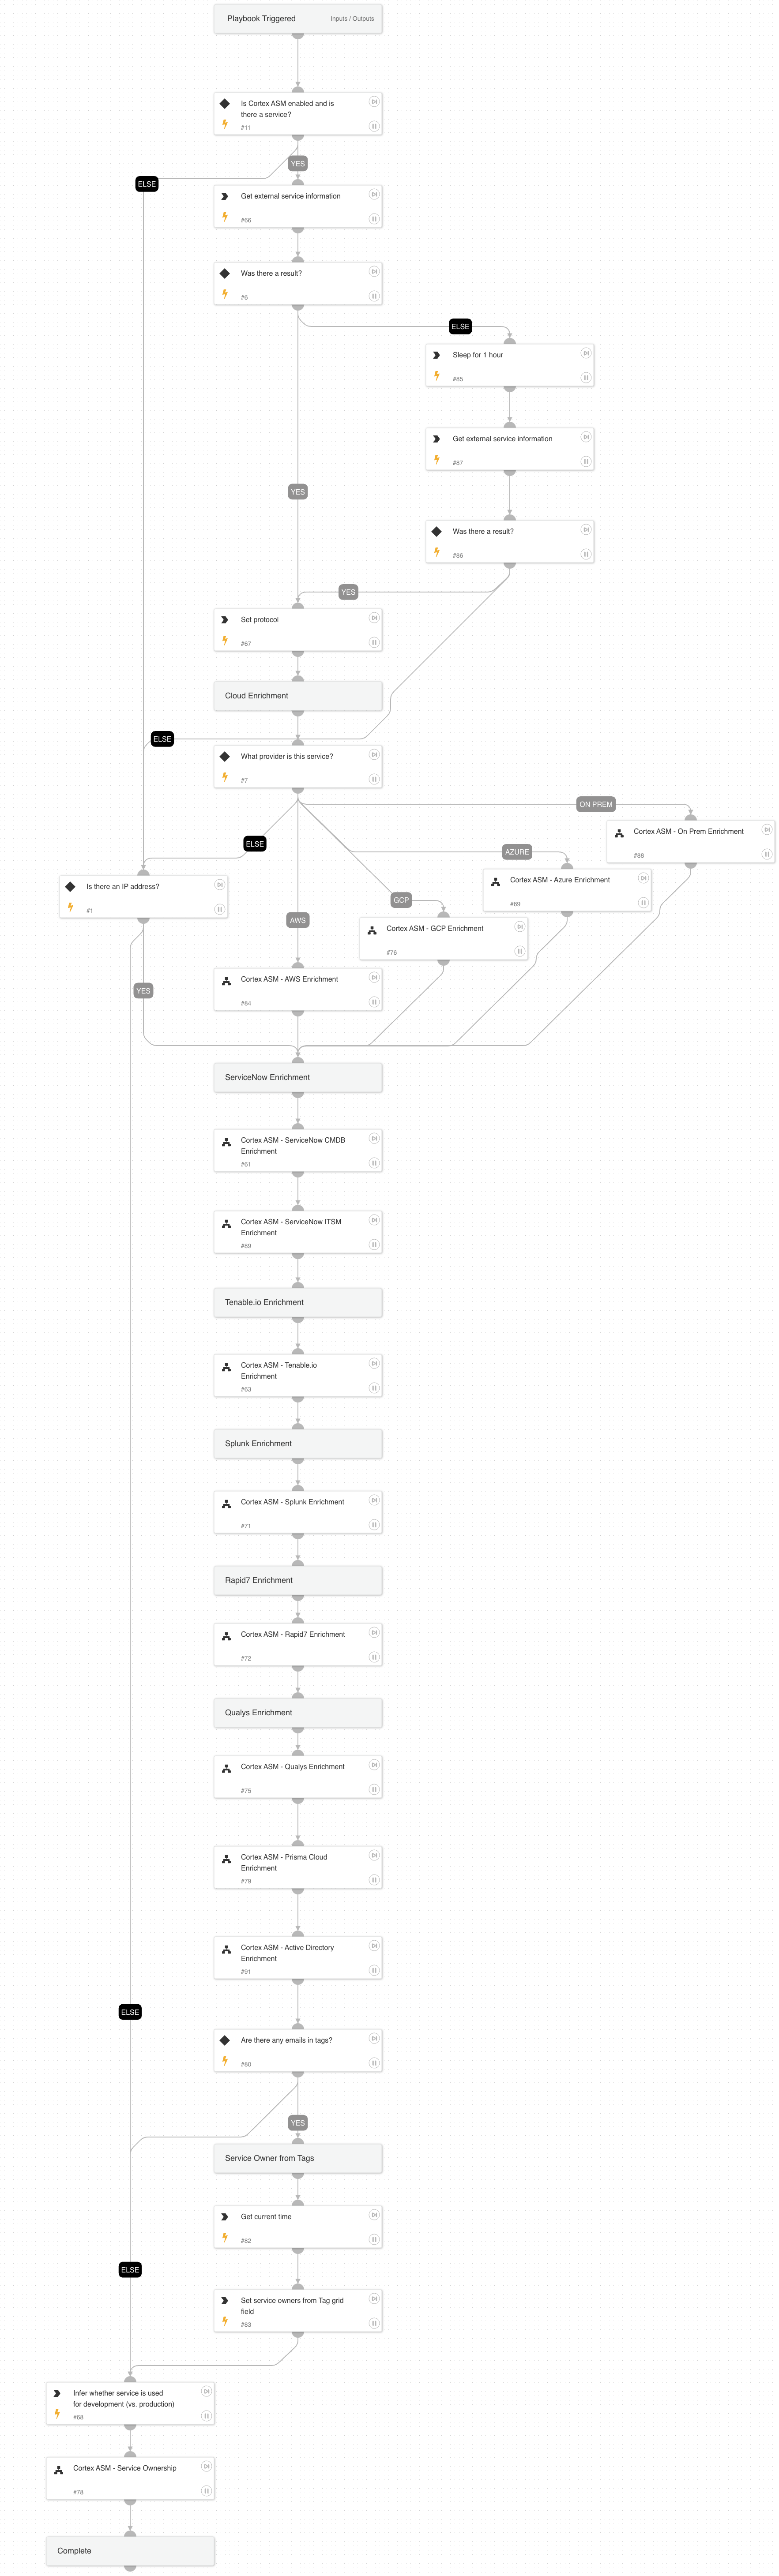 Playbook Triggered
Inputs / Outputs
Is Cortex ASM enabled and is
there a service?
#11
YES
ELSE
Get external service information
#66
Was there a result?
#6
ELSE
Sleep for 1 hour
#85
Get external service information
#87
YES
Was there a result?
#86
YES
Set protocol
#67
Cloud Enrichment
ELSE
What provider is this service?
#7
ON PREM
Cortex ASM - On Prem Enrichment
#88
ELSE
AZURE
Cortex ASM - Azure Enrichment
#69
Is there an IP address?
#1
GCP
AWS
Cortex ASM - GCP Enrichment
#76
Cortex ASM - AWS Enrichment
#84
YES
ServiceNow Enrichment
Cortex ASM - ServiceNow CMDB
Enrichment
#61
Cortex ASM - ServiceNow ITSM
Enrichment
#89
Tenable.io Enrichment
Cortex ASM - Tenable.io
Enrichment
#63
Splunk Enrichment
Cortex ASM - Splunk Enrichment
#71
Rapid7 Enrichment
Cortex ASM - Rapid7 Enrichment
#72
Qualys Enrichment
Cortex ASM - Qualys Enrichment
#75
Cortex ASM - Prisma Cloud
Enrichment
#79
Cortex ASM - Active Directory
Enrichment
#91
ELSE
Are there any emails in tags?
#80
YES
Service Owner from Tags
Get current time
#82
ELSE
Set service owners from Tag grid
field
#83
Infer whether service is used
for development (vs. production)
#68
Cortex ASM - Service Ownership
#78
Complete